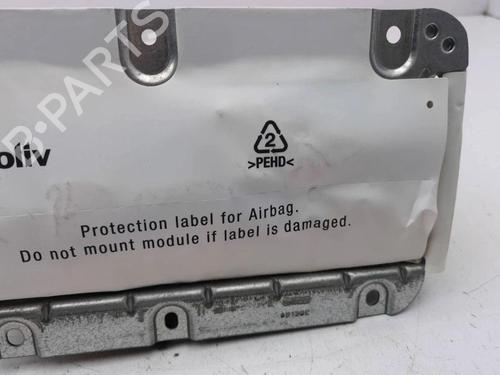 B-PARTS
oliv
2
>PEHD<
Protection label for Airbag.
Do not mount module if label is damaged.